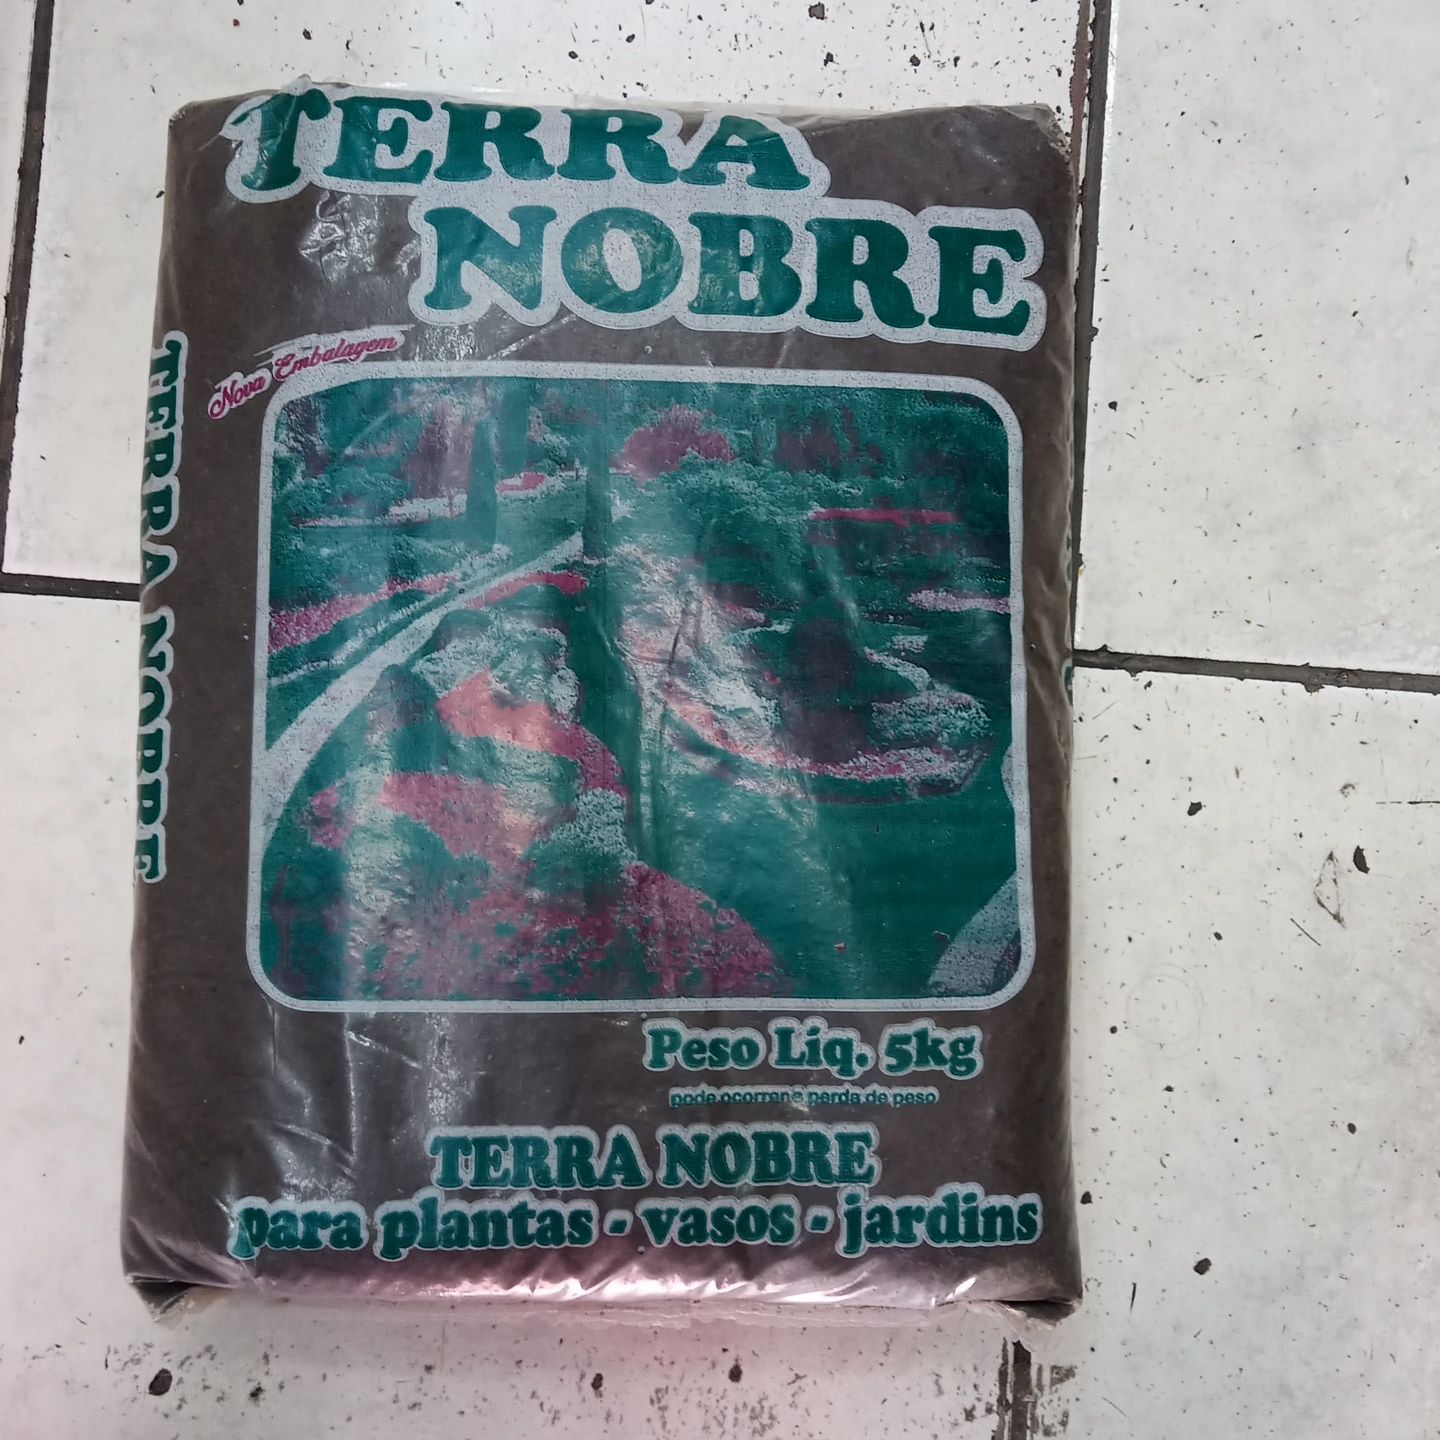 TERRA
NOBRE
Nova Embalagem
TERRA NOBRE
Peso Liq. 5kg
pode ocorrer a perda de peso
TERRA NOBRE
para plantas - vasos - jardins